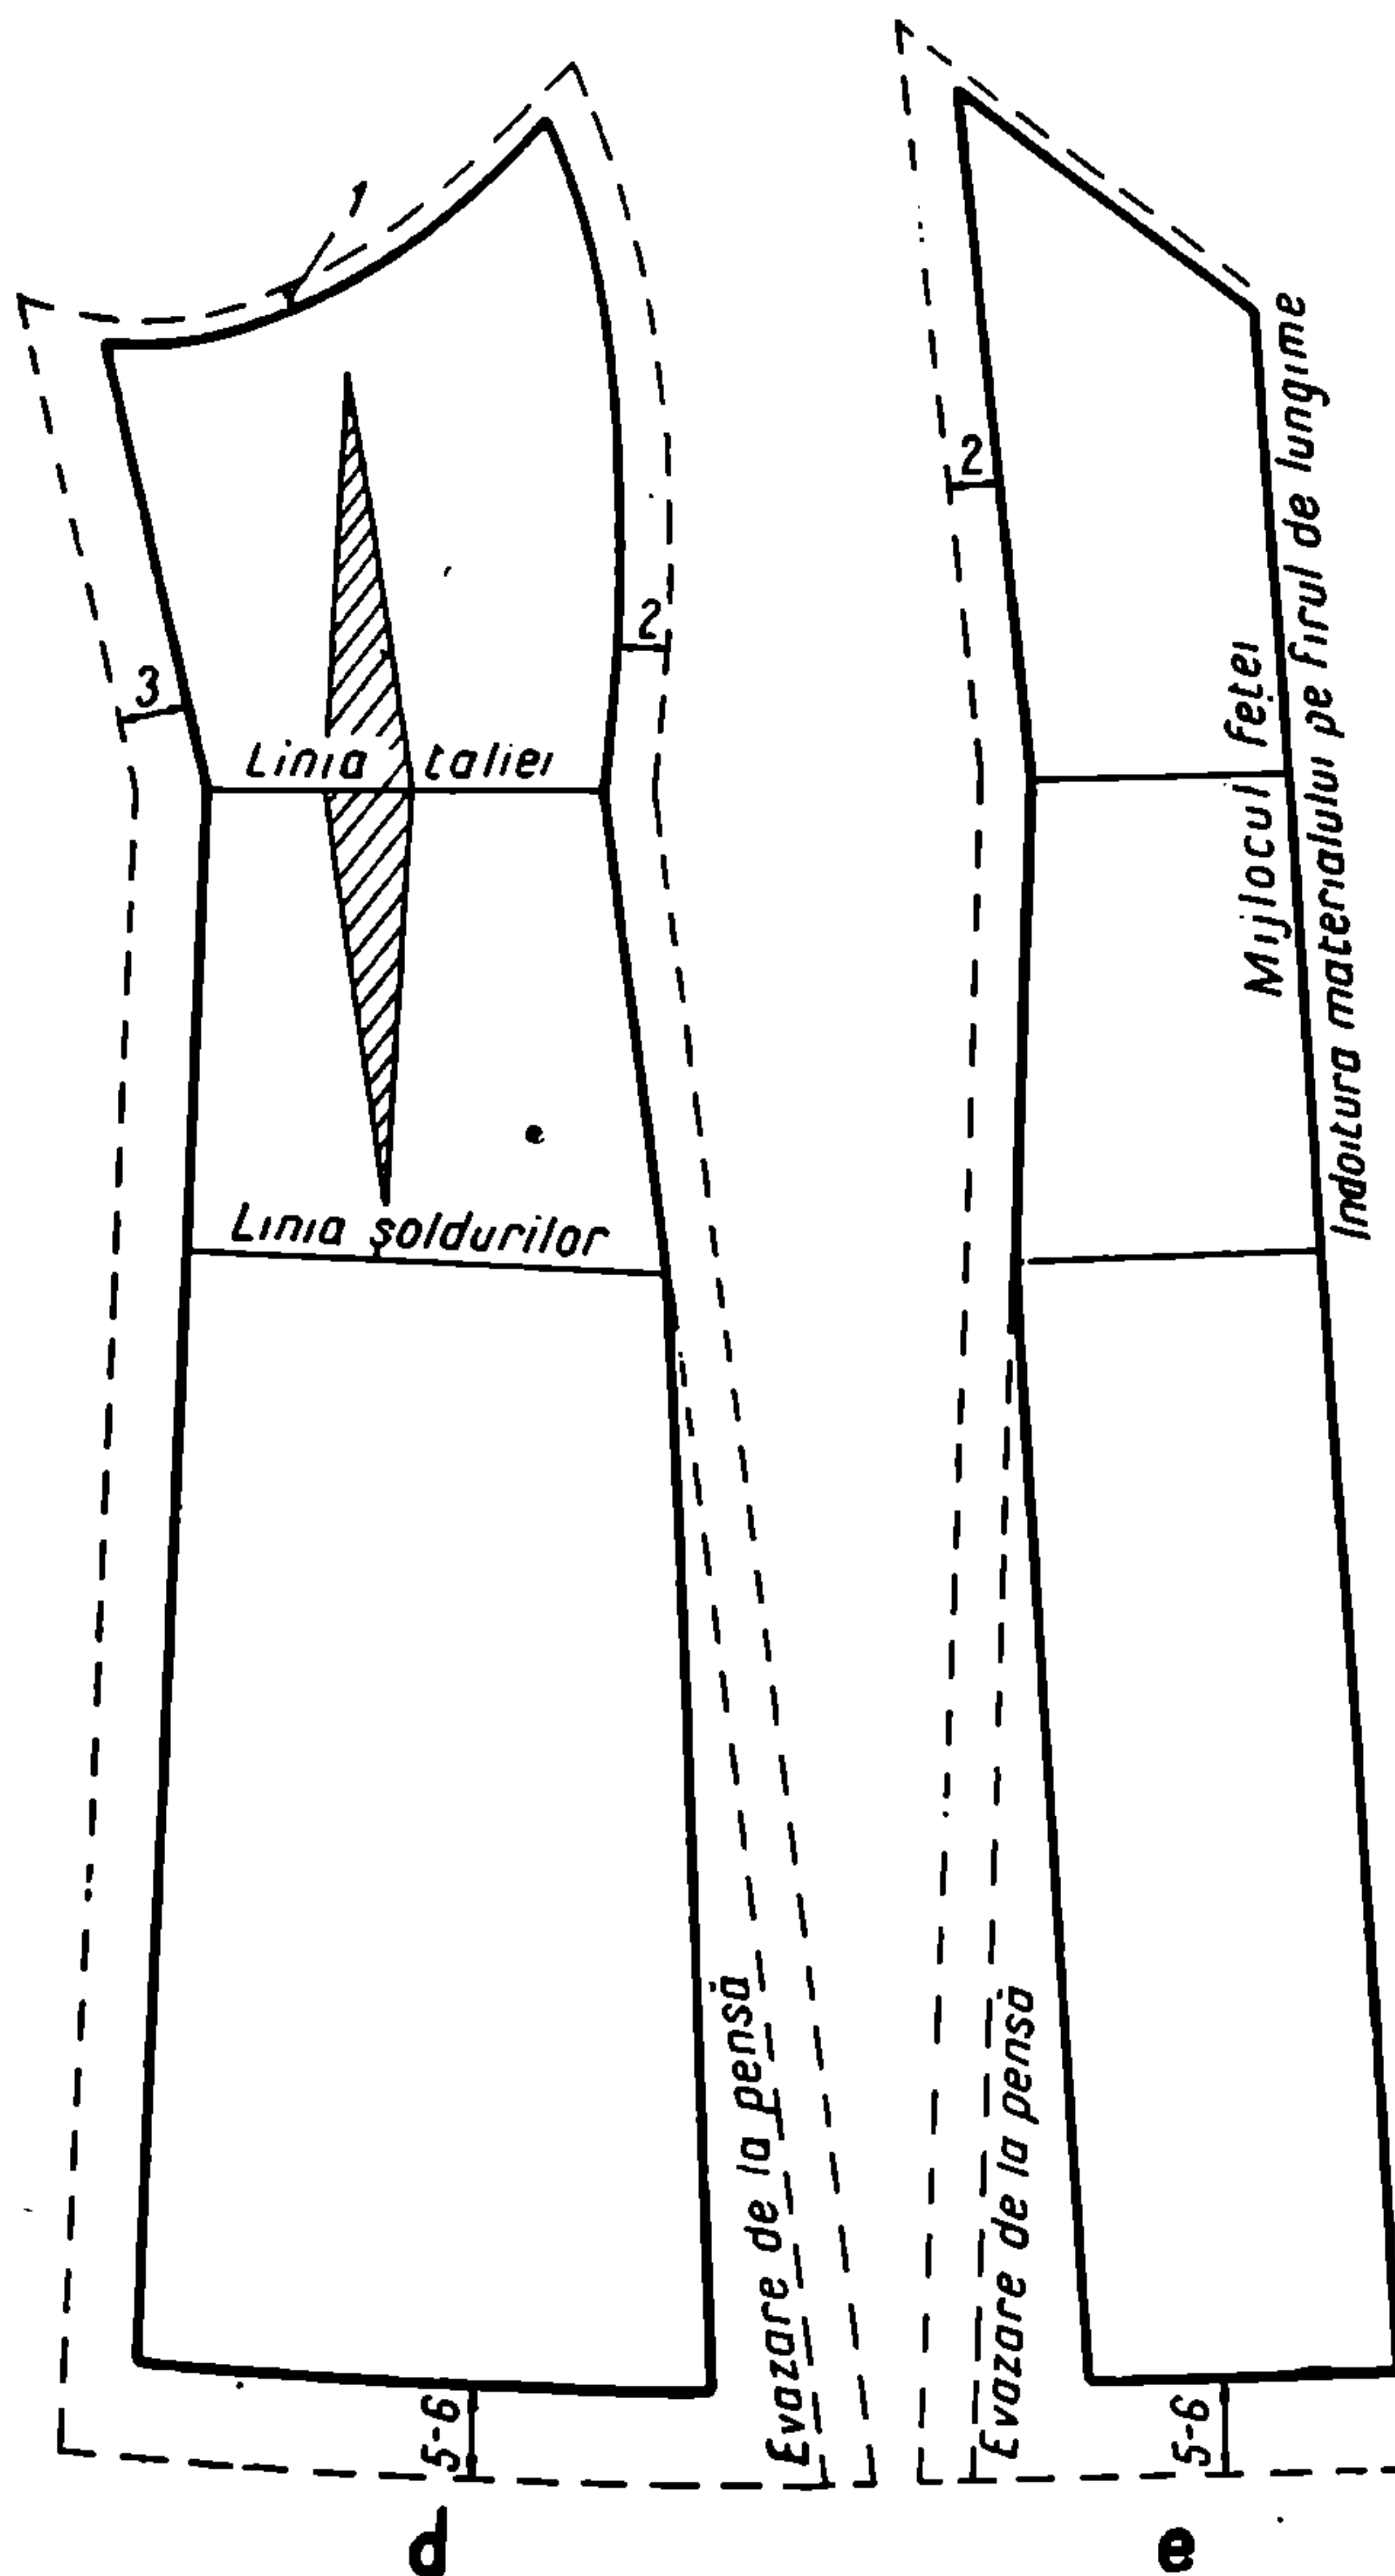 1
2
3
2
Linia taliei
Linia șoldurilor
Mijlocul feței
Indoitura materialului pe firul de lungime
Evazare de la pensă
Evazare de la pensă
5-6
5-6
d
e